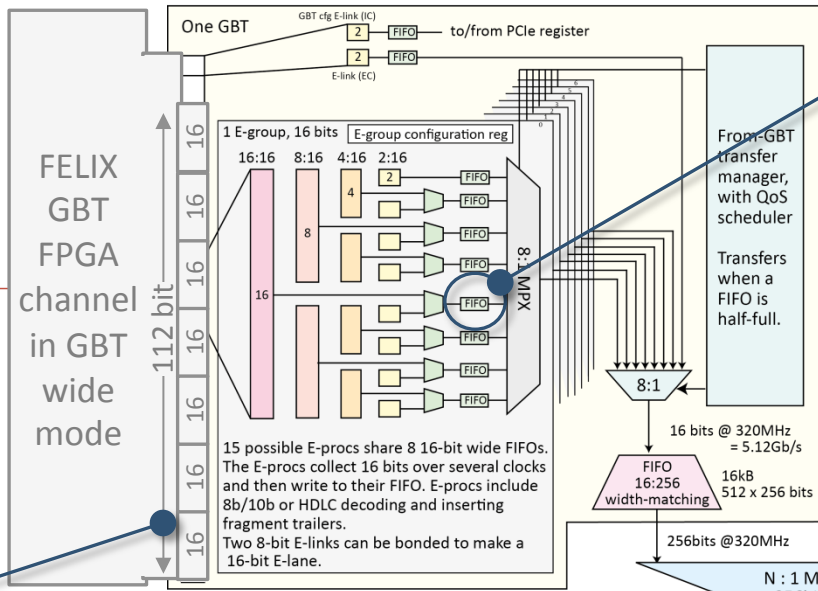 One GBT
GBT cfg E-link (IC)
2
FIFO
to/from PCIe register
2
FIFO
E-link (EC)
FELIX
GBT
FPGA
channel
in GBT
wide
mode
112 bit
16
16
16
16
16
16
16
1 E-group, 16 bits
E-group configuration reg
16:16
8:16
4:16
2:16
16
8
4
2
FIFO
FIFO
FIFO
FIFO
FIFO
FIFO
FIFO
FIFO
8:1 MPX
6
5
4
3
2
1
0
15 possible E-procs share 8 16-bit wide FIFOs.
The E-procs collect 16 bits over several clocks
and then write to their FIFO. E-procs include
8b/10b or HDLC decoding and inserting
fragment trailers.
Two 8-bit E-links can be bonded to make a
16-bit E-lane.
From-GBT
transfer
manager,
with QoS
scheduler
Transfers
when a
FIFO is
half-full.
8:1
16 bits @ 320MHz
= 5.12Gb/s
FIFO
16:256
width-matching
16kB
512 x 256 bits
256bits @320MHz
N : 1 M